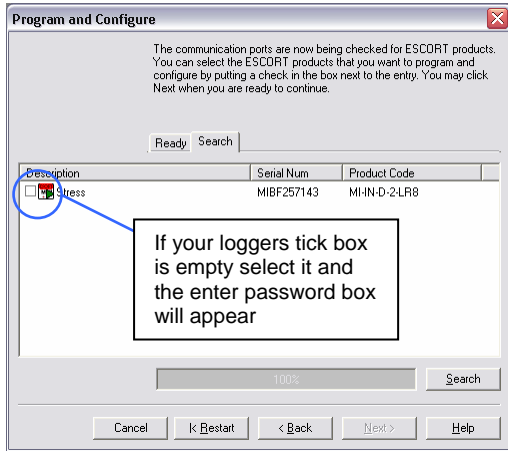 Program and Configure
The communication ports are now being checked for ESCORT products.
You can select the ESCORT products that you want to program and
configure by putting a check in the box next to the entry. You may click
Next when you are ready to continue.
Ready Search
Description Serial Num Product Code
Stress MIBF257143 MI-IN-D-2-LR8
If your loggers tick box
is empty select it and
the enter password box
will appear
100% Search
Cancel |< Restart < Back Next > Help